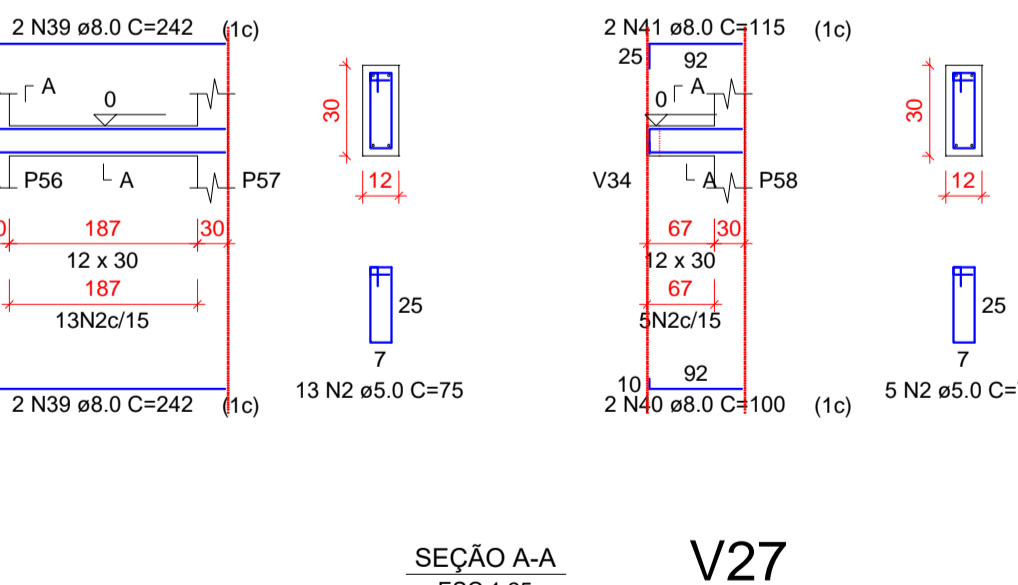 2 N39 ø8.0 C=242 (1c)
A
0
P56
A
P57
187
30
12 x 30
187
13N2c/15
2 N39 ø8.0 C=242 (1c)
30
12
25
7
13 N2 ø5.0 C=75
2 N41 ø8.0 C=115 (1c)
25
92
A
0
V34
A
P58
67
30
12 x 30
67
5N2c/15
10
92
2 N40 ø8.0 C=100 (1c)
30
12
25
7
5 N2 ø5.0 C=
SEÇÃO A-A
V27